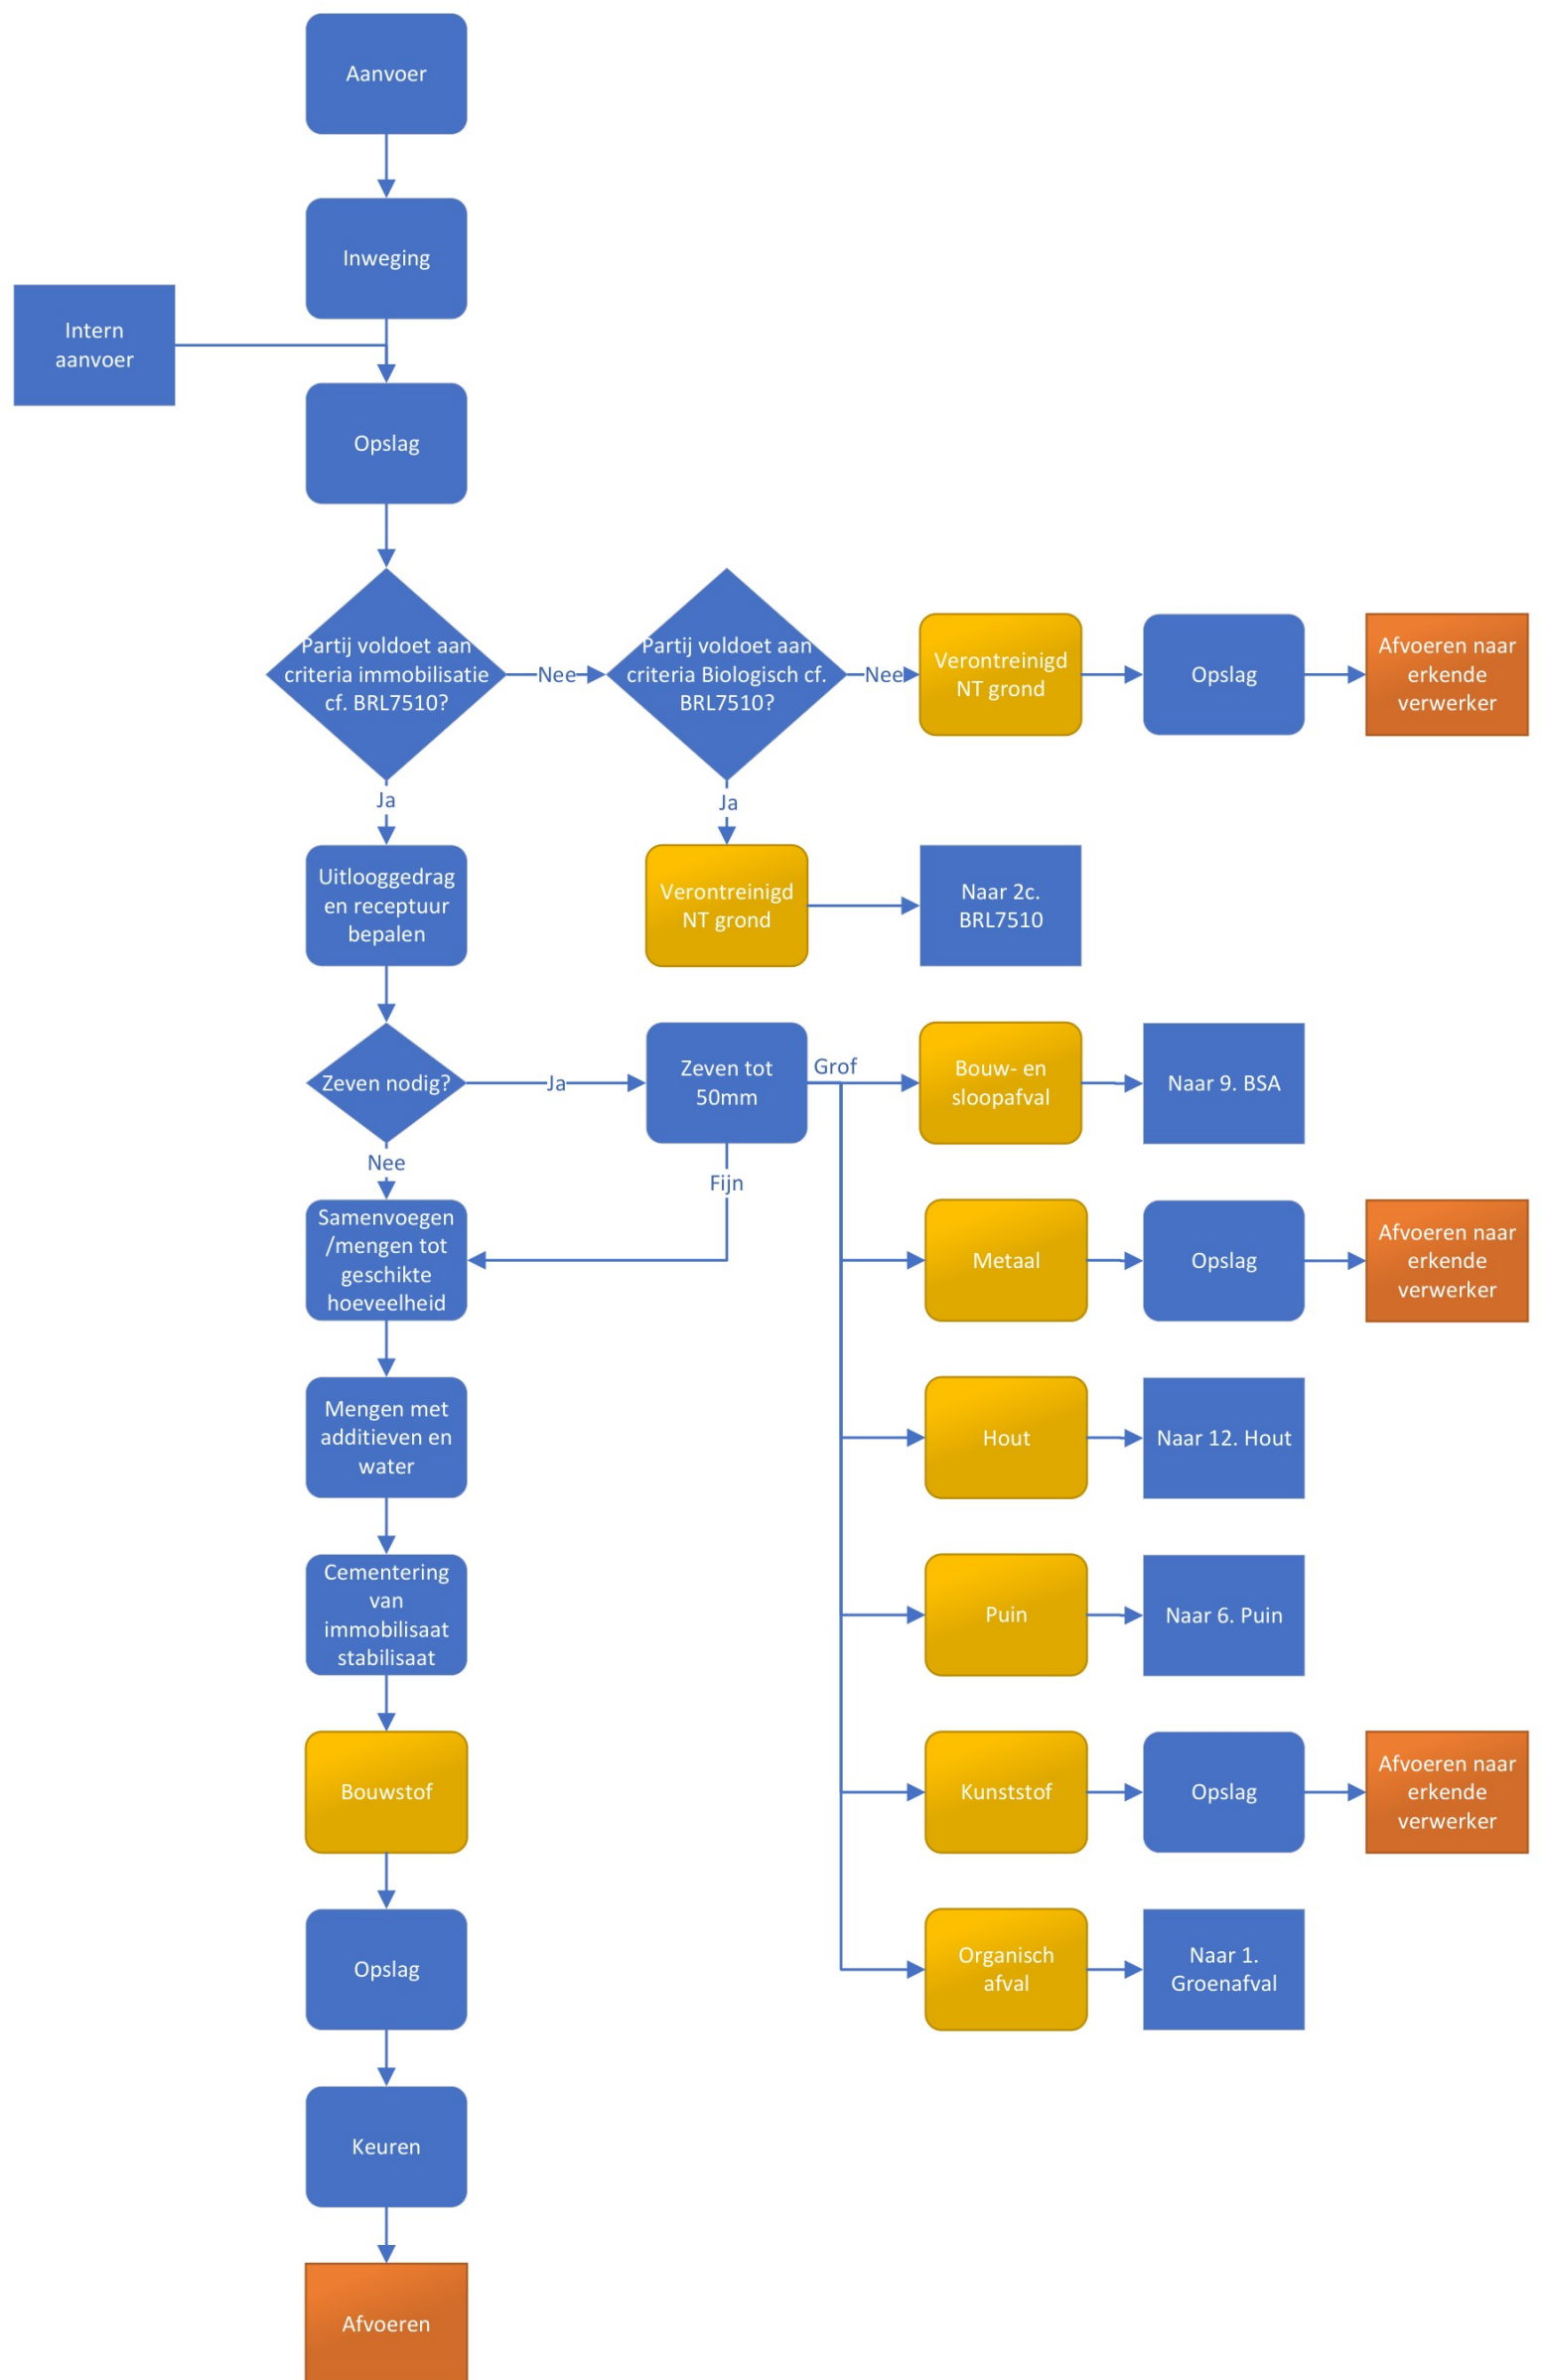 Aanvoer
Inweging
Intern
aanvoer
Opslag
Partij voldoet aan
criteria immobilisatie
cf. BRL7510?
Nee
Partij voldoet aan
criteria Biologisch cf.
BRL7510?
Nee
Verontreinigd
NT grond
Opslag
Afvoeren naar
erkende
verwerker
Ja
Ja
Uitlooggedrag
en receptuur
bepalen
Verontreinigd
NT grond
Naar 2c.
BRL7510
Zeven nodig?
Ja
Zeven tot
50mm
Grof
Bouw- en
sloopafval
Naar 9. BSA
Nee
Fijn
Samenvoegen
/mengen tot
geschikte
hoeveelheid
Metaal
Opslag
Afvoeren naar
erkende
verwerker
Mengen met
additieven en
water
Hout
Naar 12. Hout
Cementering
van
immobilisaat
stabilisaat
Puin
Naar 6. Puin
Bouwstof
Kunststof
Opslag
Afvoeren naar
erkende
verwerker
Opslag
Organisch
afval
Naar 1.
Groenafval
Keuren
Afvoeren